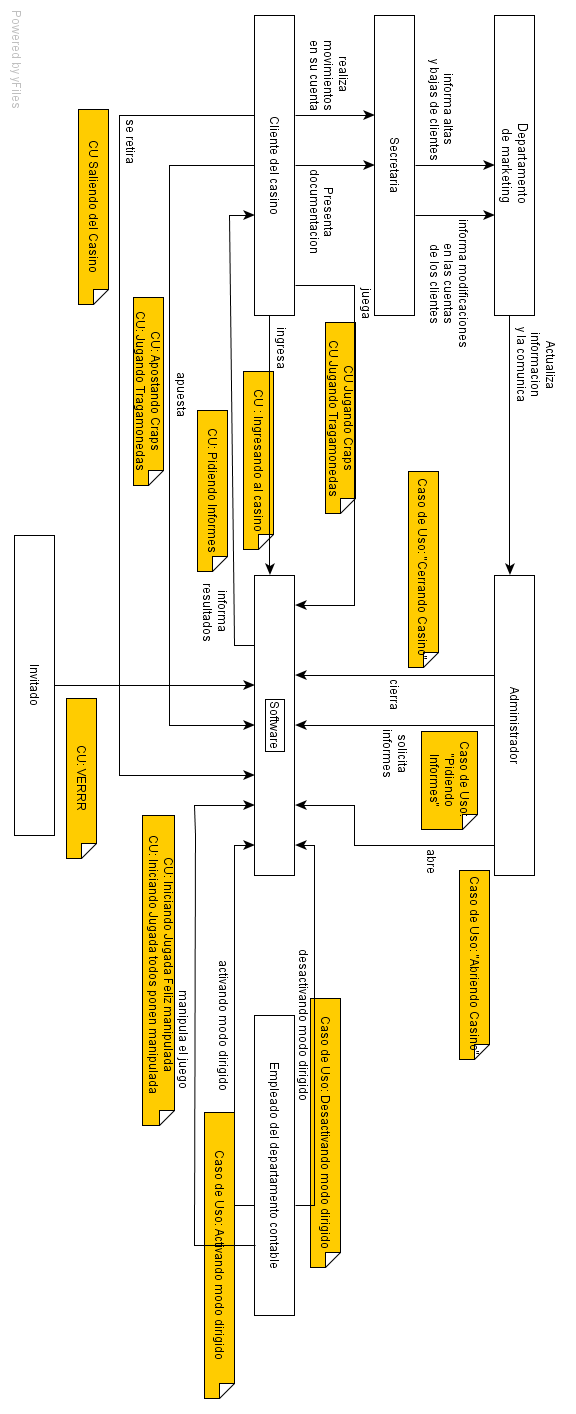 Departamento
de marketing
Actualiza
informacion
y la comunica
Administrador
informa altas
y bajas de clientes
informa modificaciones
en las cuentas
de los clientes
Secretaria
realiza
movimientos
en su cuenta
Presenta
documentacion
Cliente del casino
juega
CU Jugando Craps
CU Jugando Tragamonedas
ingresa
CU : Ingresando al casino
CU: Pidiendo Informes
informa
resultados
apuesta
CU: Apostando Craps
CU: Jugando Tragamonedas
se retira
CU Saliendo del Casino
Caso de Uso: "Cerrando Casino"
cierra
solicita
informes
Caso de Uso:
"Pidiendo
Informes"
abre
Caso de Uso: "Abriendo Casino"
Software
Invitado
CU: VERRR
desactivando modo dirigido
Caso de Uso: Desactivando modo dirigido
Empleado del departamento contable
activando modo dirigido
Caso de Uso: Activando modo dirigido
manipula el juego
CU: Iniciando Jugada Feliz manipulada
CU: Iniciando Jugada todos ponen manipulada
Powered by yFiles